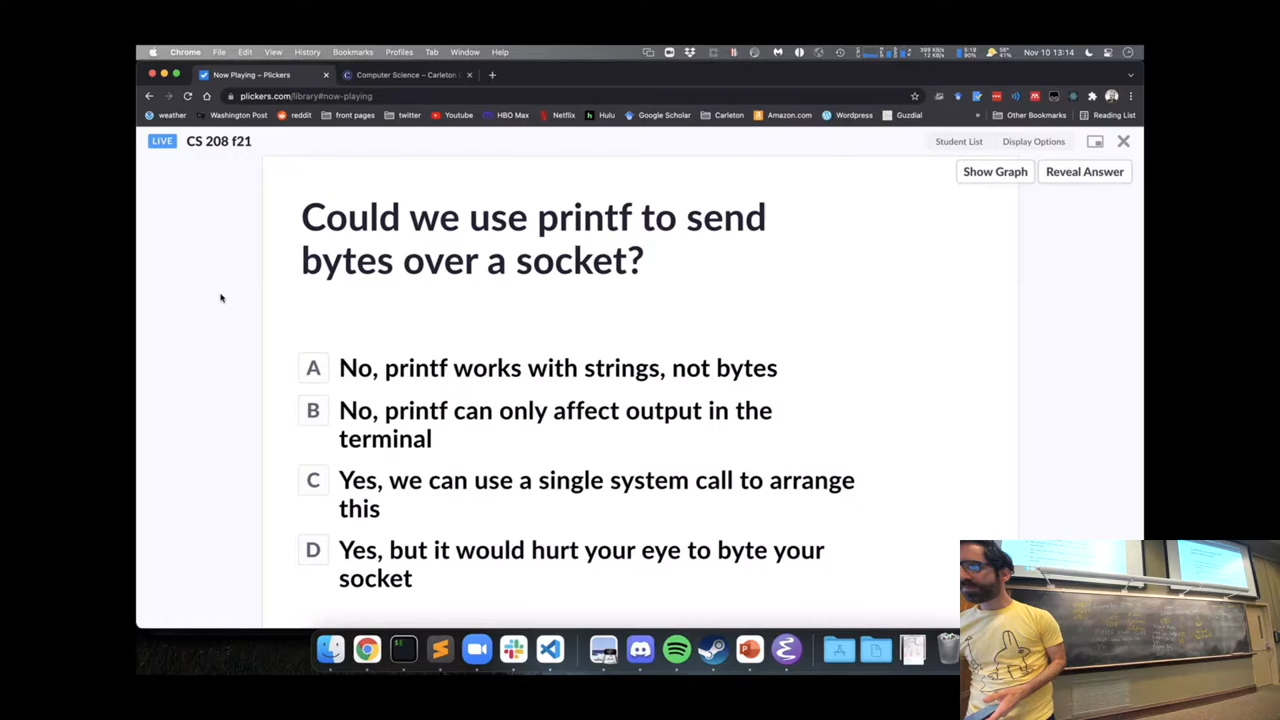 Chrome File Edit View History Bookmarks Profiles Tab Window Help
Nov 10 13:14
Now Playing – Plickers
Computer Science – Carleton
plickers.com/library#now-playing
weather Washington Post reddit front pages twitter Youtube HBO Max Netflix Hulu Google Scholar Carleton Amazon.com Wordpress Guzdial » Other Bookmarks Reading List
LIVE CS 208 f21
Student List Display Options
Show Graph Reveal Answer
Could we use printf to send
bytes over a socket?
A No, printf works with strings, not bytes
B No, printf can only affect output in the
terminal
C Yes, we can use a single system call to arrange
this
D Yes, but it would hurt your eye to byte your
socket